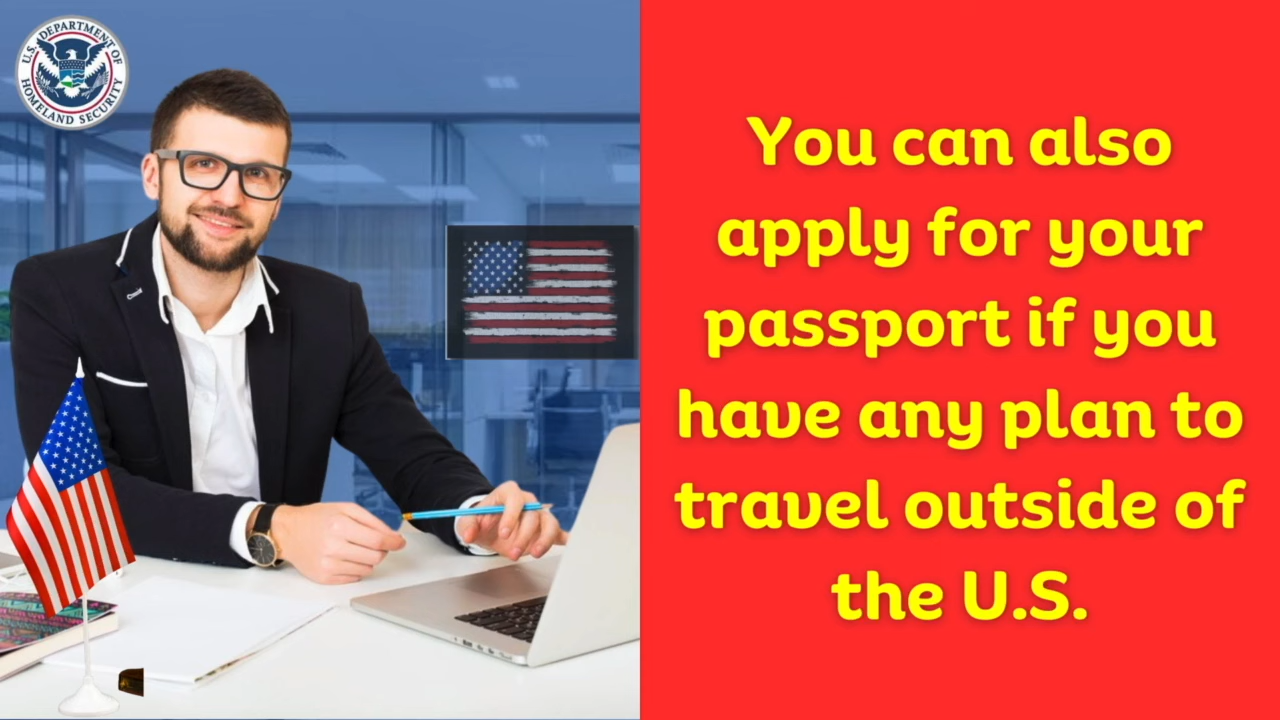 U.S. DEPARTMENT OF
HOMELAND SECURITY
You can also
apply for your
passport if you
have any plan to
travel outside of
the U.S.